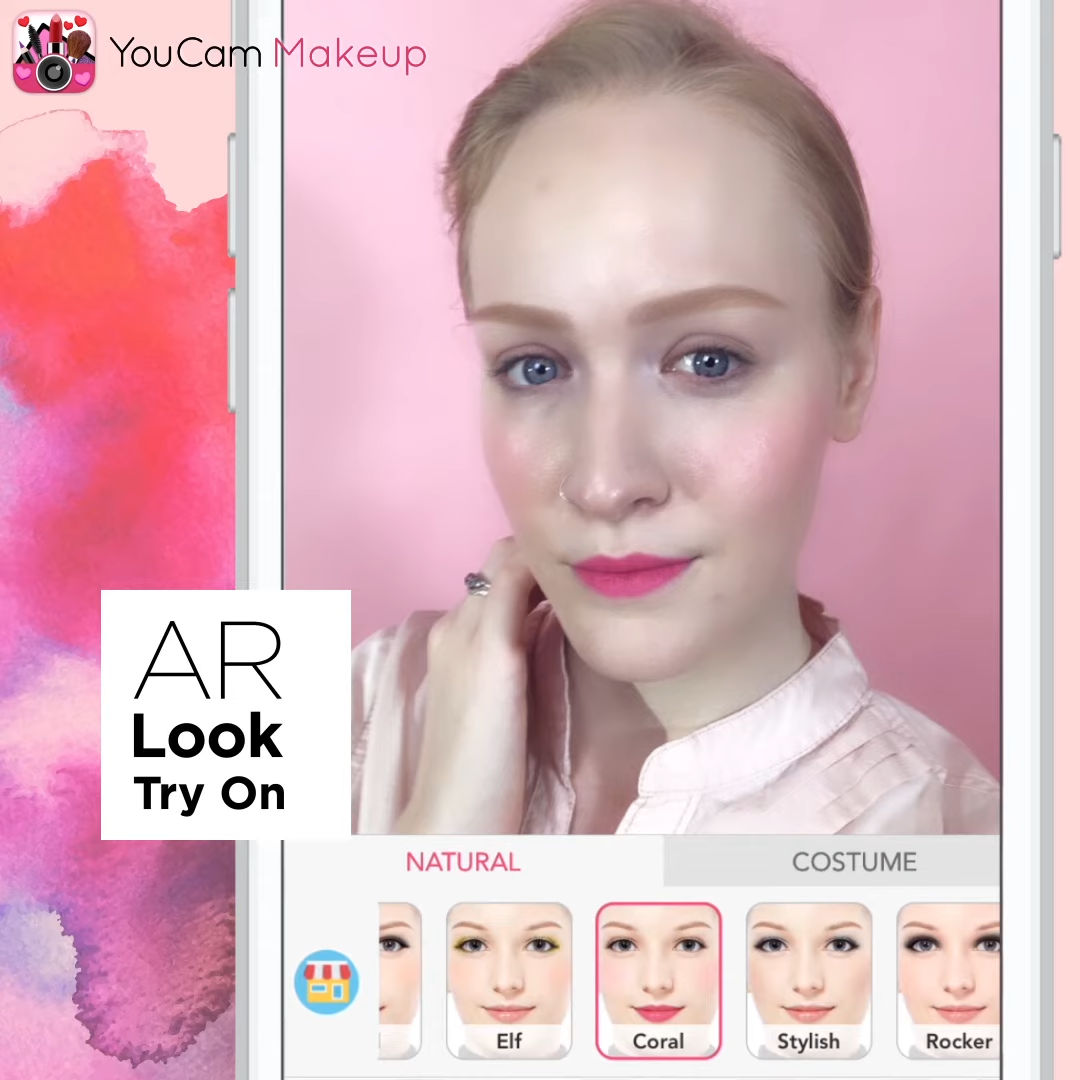 YouCam Makeup
AR
Look
Try On
NATURAL
COSTUME
Elf
Coral
Stylish
Rocker